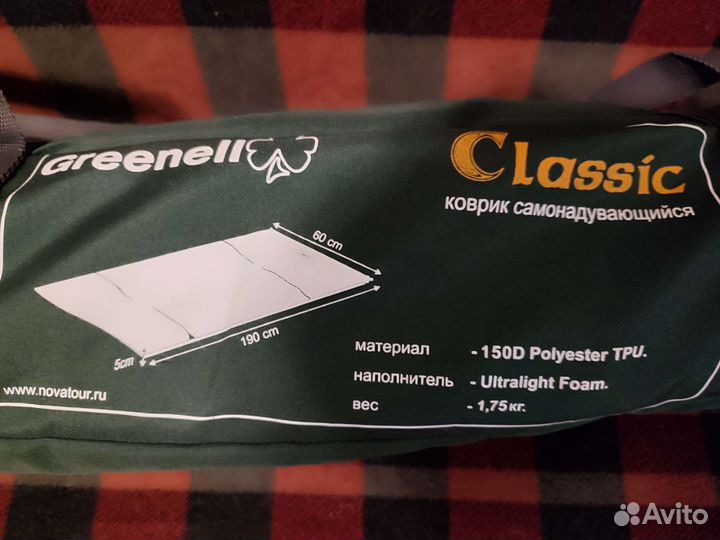 Greenell
Classic
коврик самонадувающийся
60 cm
190 cm
5cm
материал - 150D Polyester TPU.
наполнитель - Ultralight Foam.
вес - 1,75кг.
www.novatour.ru
Avito